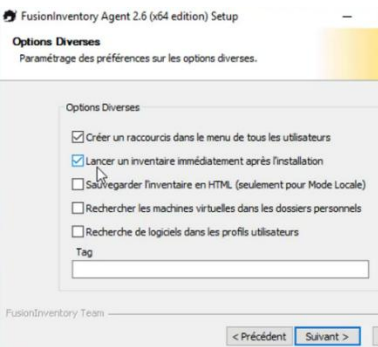 FusionInventory Agent 2.6 (x64 edition) Setup
Options Diverses
Paramétrage des préférences sur les options diverses.
Options Diverses
Créer un raccourcis dans le menu de tous les utilisateurs
Lancer un inventaire immédiatement après l'installation
Sauvegarder l'inventaire en HTML (seulement pour Mode Locale)
Rechercher les machines virtuelles dans les dossiers personnels
Recherche de logiciels dans les profils utilisateurs
Tag
FusionInventory Team
< Précédent Suivant >